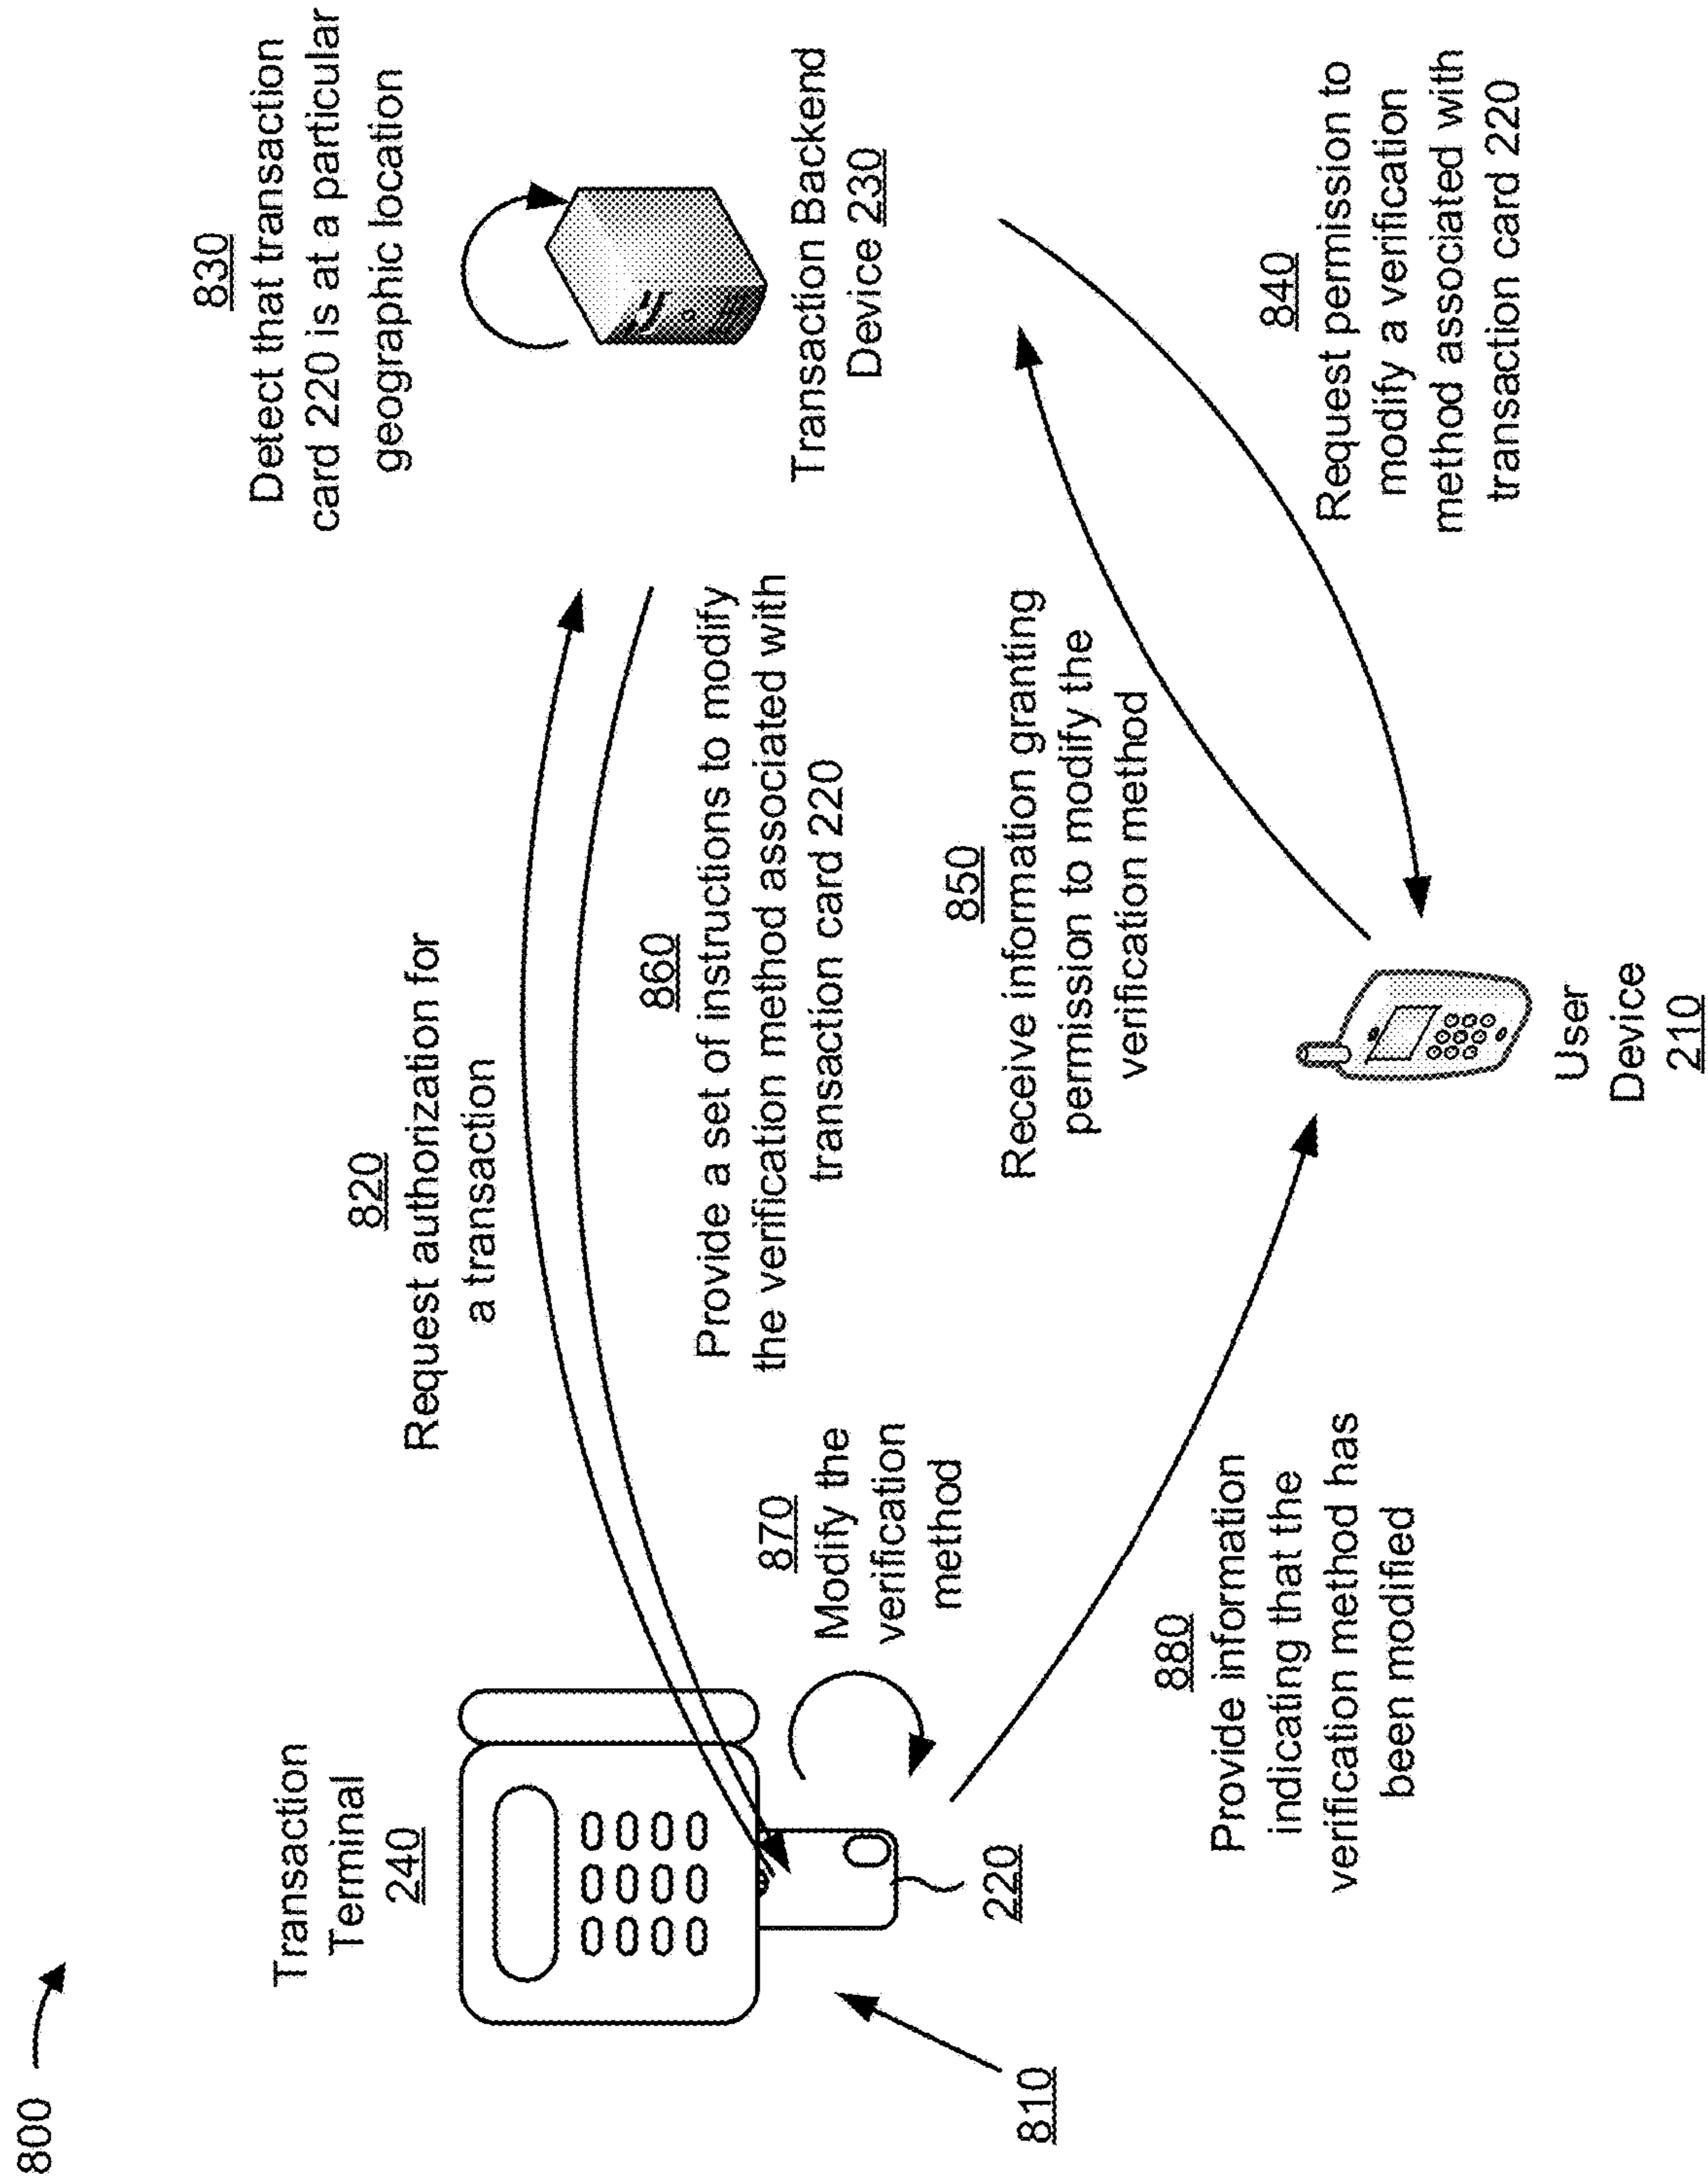 800
830
Detect that transaction
card 220 is at a particular
geographic location
820
Request authorization for
a transaction
Transaction
Terminal
240
860
Provide a set of instructions to modify
the verification method associated with
transaction card 220
Transaction Backend
Device 230
870
Modify the
verification
method
850
Receive information granting
permission to modify the
verification method
220
810
840
Request permission to
modify a verification
method associated with
transaction card 220
880
Provide information
indicating that the
verification method has
been modified
User
Device
210